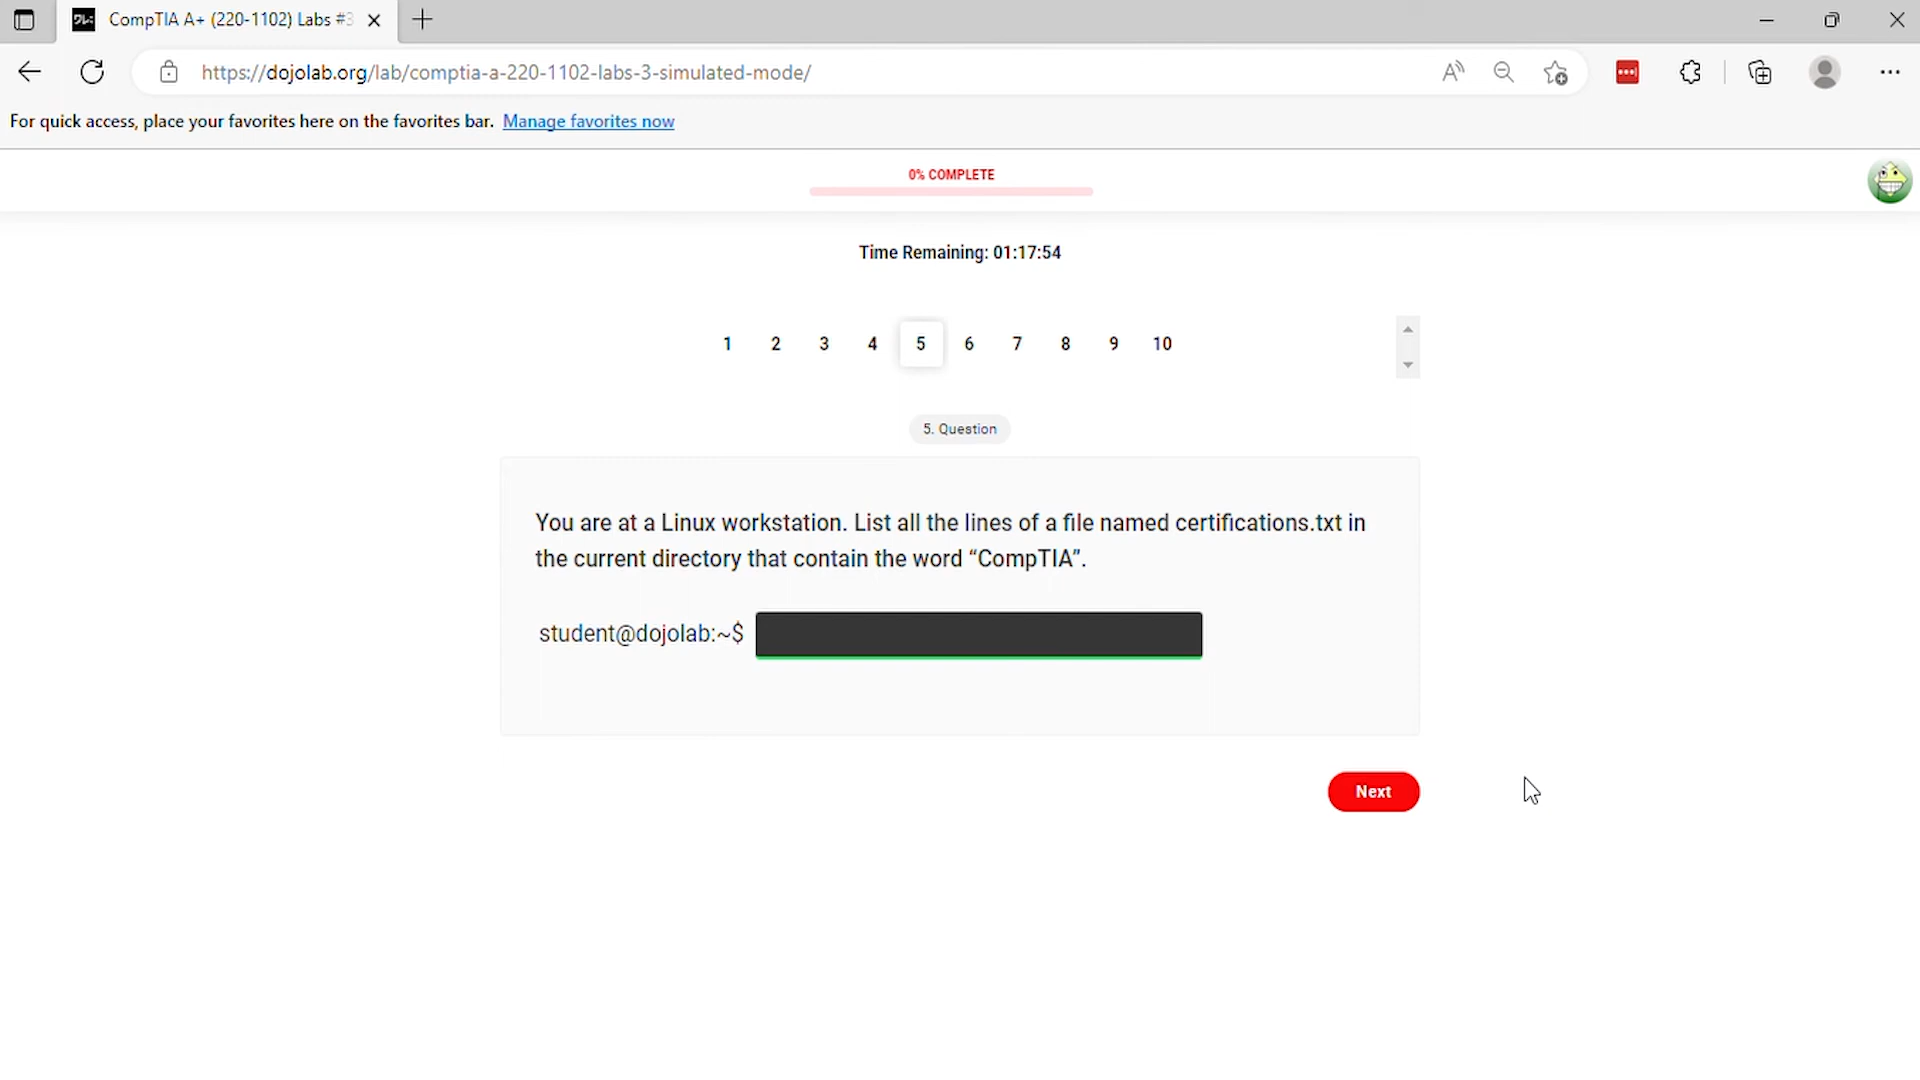 CompTIA A+ (220-1102) Labs #3
https://dojolab.org/lab/comptia-a-220-1102-labs-3-simulated-mode/
For quick access, place your favorites here on the favorites bar. Manage favorites now
0% COMPLETE
Time Remaining: 01:17:54
1 2 3 4 5 6 7 8 9 10
5. Question
You are at a Linux workstation. List all the lines of a file named certifications.txt in
the current directory that contain the word “CompTIA”.
student@dojolab:~$
Next